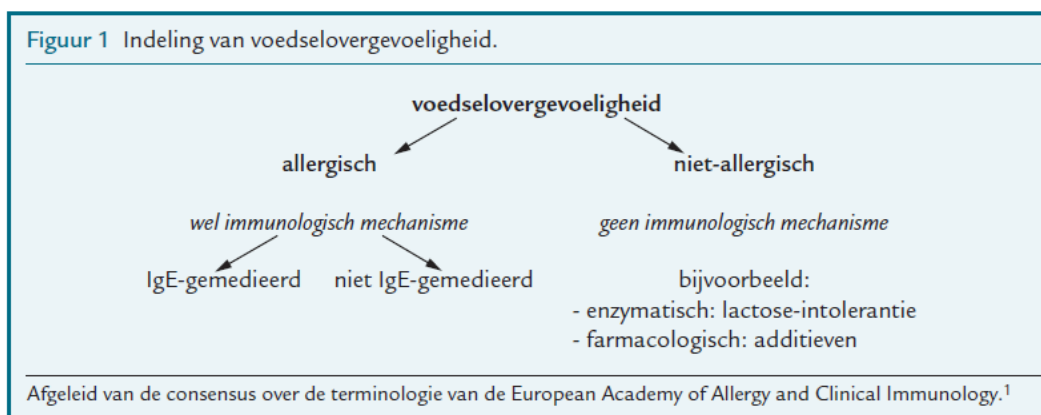 Figuur 1 Indeling van voedselovergevoeligheid.
voedselovergevoeligheid
allergisch niet-allergisch
wel immunologisch mechanisme geen immunologisch mechanisme
IgE-gemedieerd niet IgE-gemedieerd bijvoorbeeld:
- enzymatisch: lactose-intolerantie
- farmacologisch: additieven
Afgeleid van de consensus over de terminologie van de European Academy of Allergy and Clinical Immunology.1